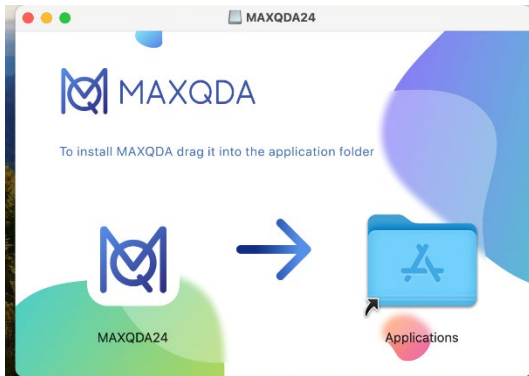 MAXQDA24
MAXQDA
To install MAXQDA drag it into the application folder
MAXQDA24
Applications